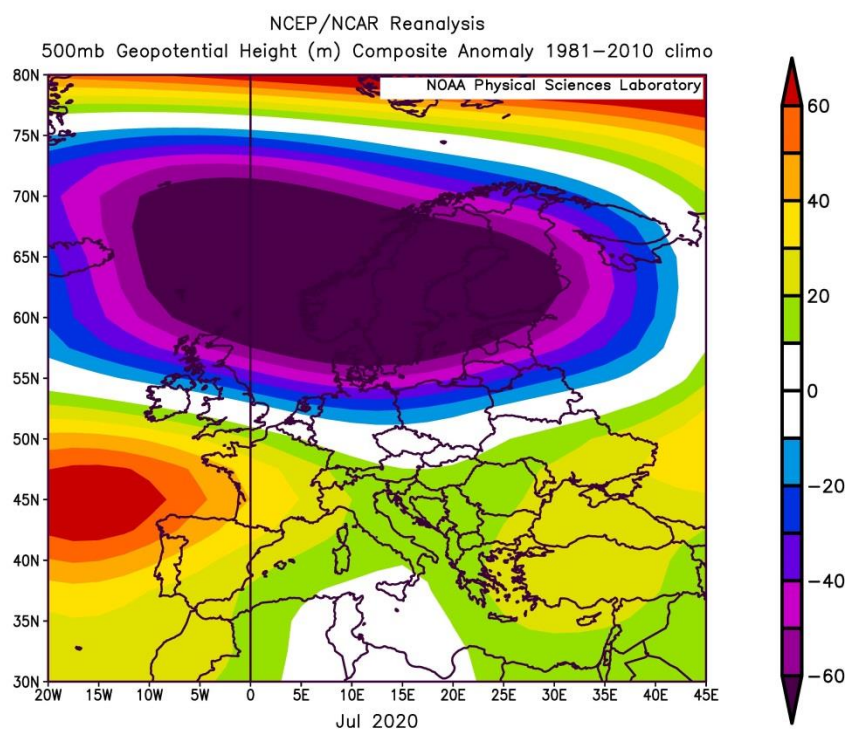 NCEP/NCAR Reanalysis
500mb Geopotential Height (m) Composite Anomaly 1981−2010 climo
NOAA Physical Sciences Laboratory
80N
75N
70N
65N
60N
55N
50N
45N
40N
35N
30N
20W 15W 10W 5W 0 5E 10E 15E 20E 25E 30E 35E 40E 45E
Jul 2020
60
40
20
0
−20
−40
−60